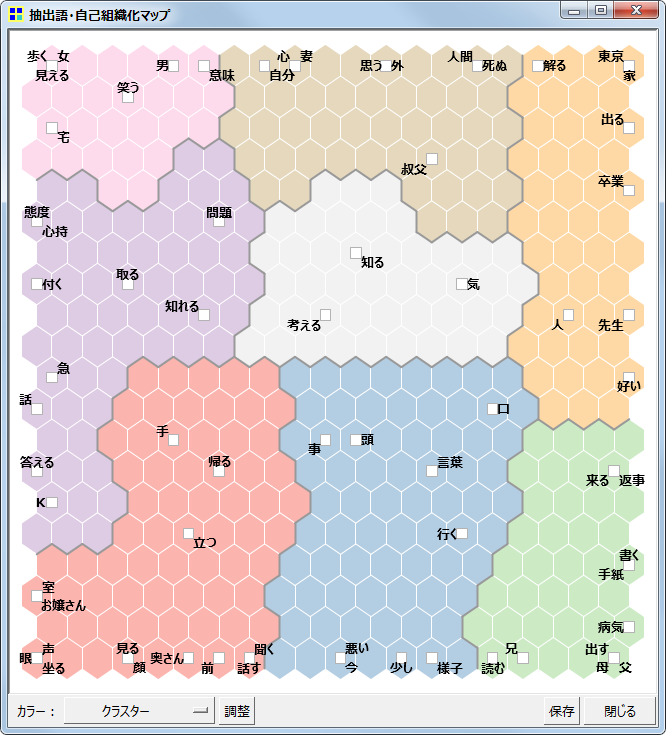 抽出語・自己組織化マップ
歩く 女 見える
男
意味
心 妻
自分
思う 外
人間 死ぬ
解る
東京
家
笑う
宅
出る
叔父
卒業
態度
心持
問題
付く
取る
知れる
知る
気
考える
人
先生
急
話
好い
口
手
帰る
事
頭
言葉
答える
K
来る 返事
立つ
行く
書く
手紙
室
お嬢さん
病気
声
眼
坐る
見る
顔
奥さん
前
聞く
話す
悪い
今
少し
様子
兄
読む
出す
母 父
カラー: クラスター 調整 保存 閉じる